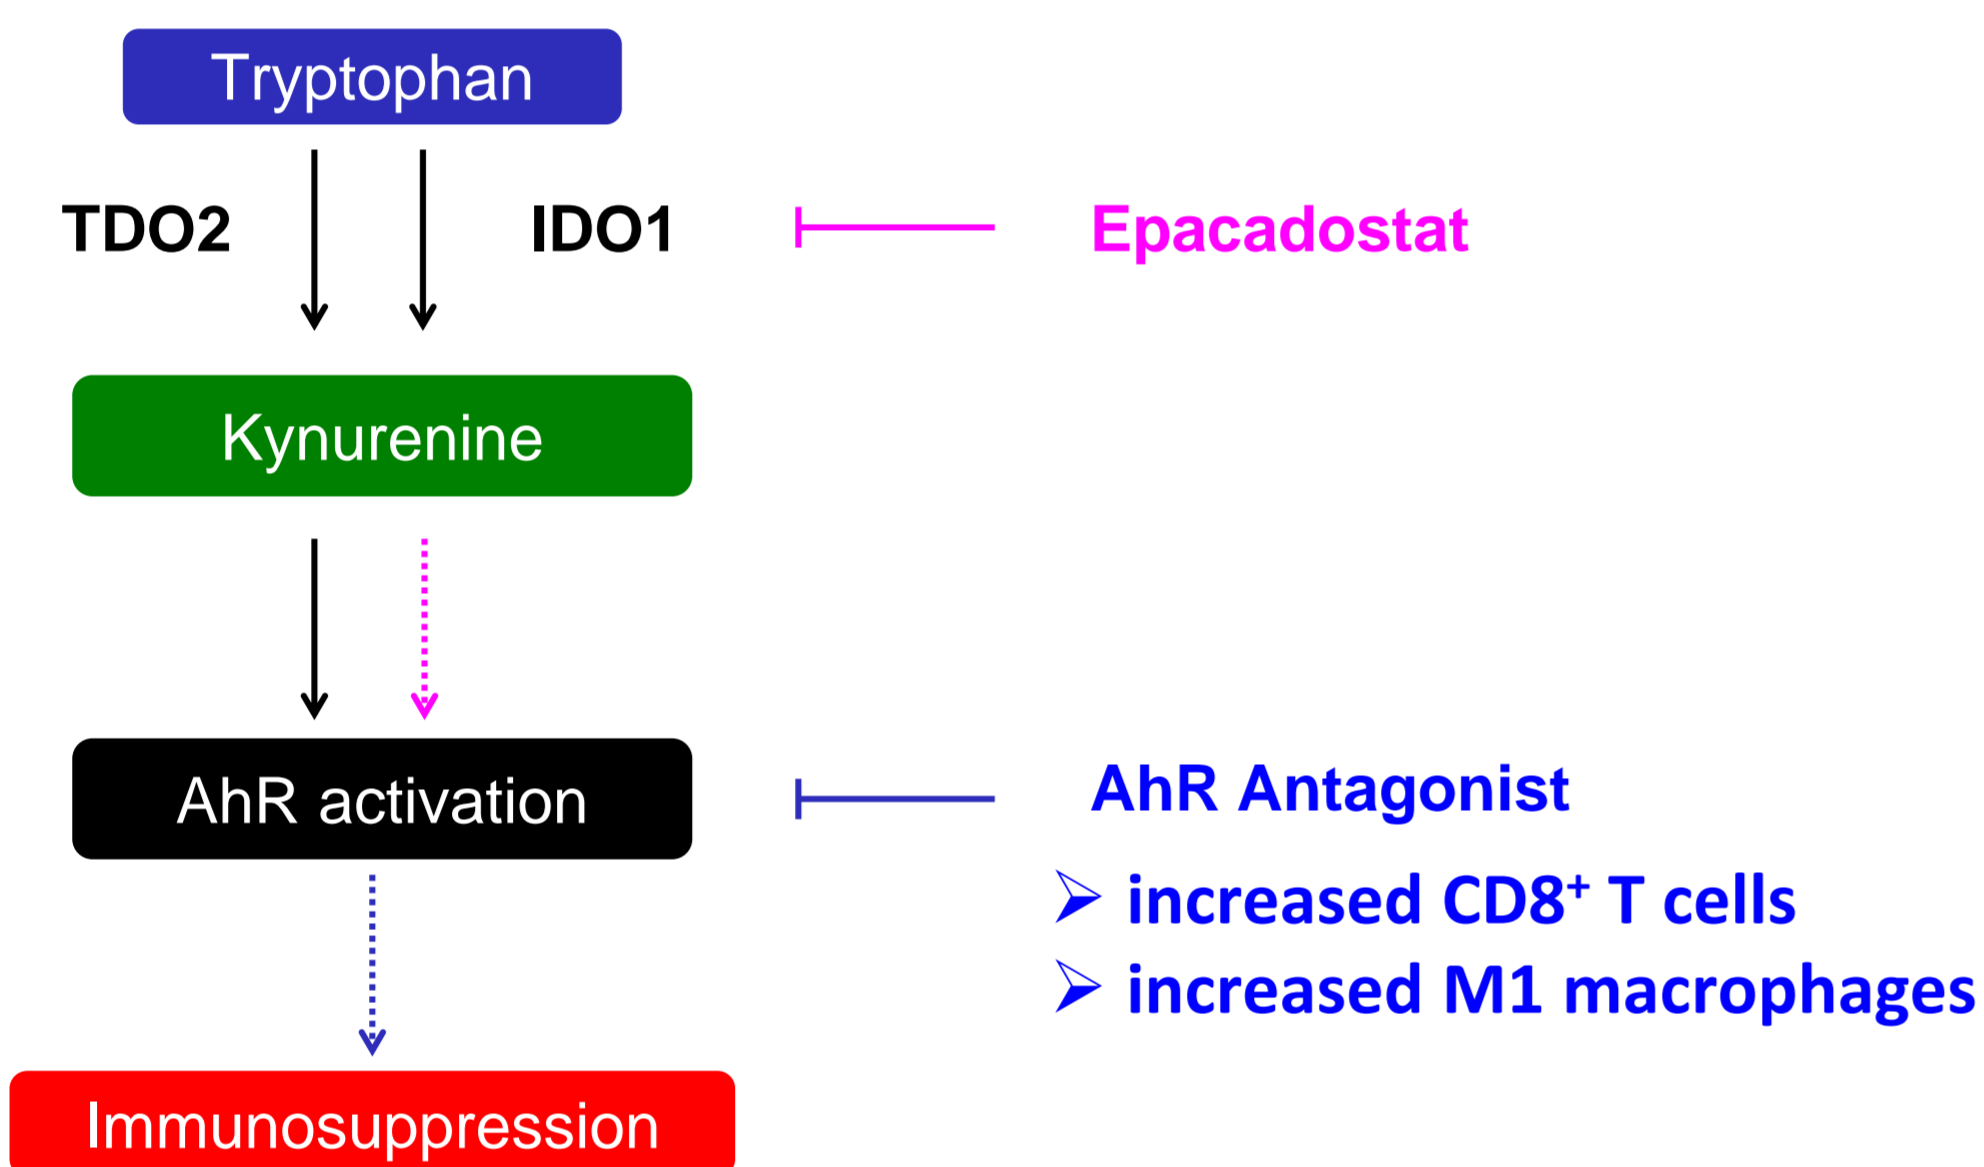 Tryptophan
TDO2 IDO1 Epacadostat
Kynurenine
AhR activation
AhR Antagonist
➢ increased CD8⁺ T cells
➢ increased M1 macrophages
Immunosuppression